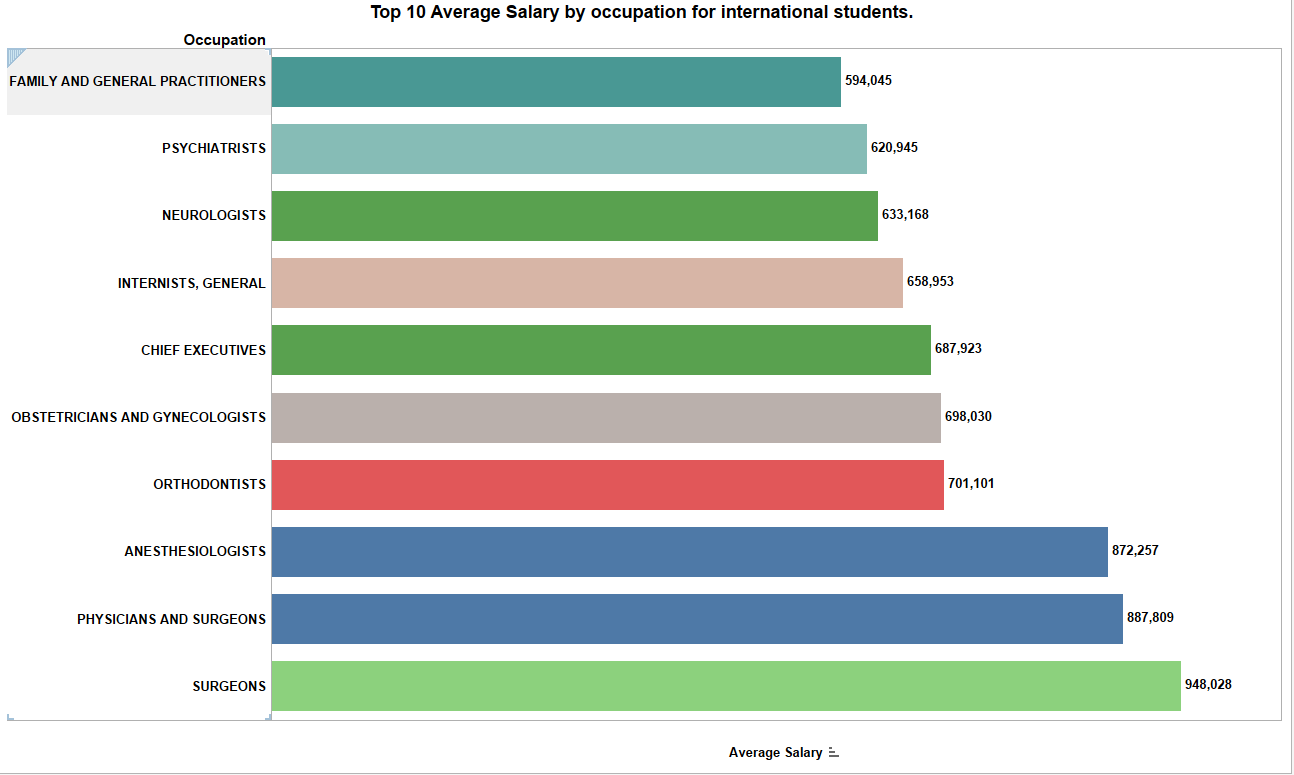 Top 10 Average Salary by occupation for international students.
Occupation
FAMILY AND GENERAL PRACTITIONERS 594,045
PSYCHIATRISTS 620,945
NEUROLOGISTS 633,168
INTERNISTS, GENERAL 658,953
CHIEF EXECUTIVES 687,923
OBSTETRICIANS AND GYNECOLOGISTS 698,030
ORTHODONTISTS 701,101
ANESTHESIOLOGISTS 872,257
PHYSICIANS AND SURGEONS 887,809
SURGEONS 948,028
Average Salary